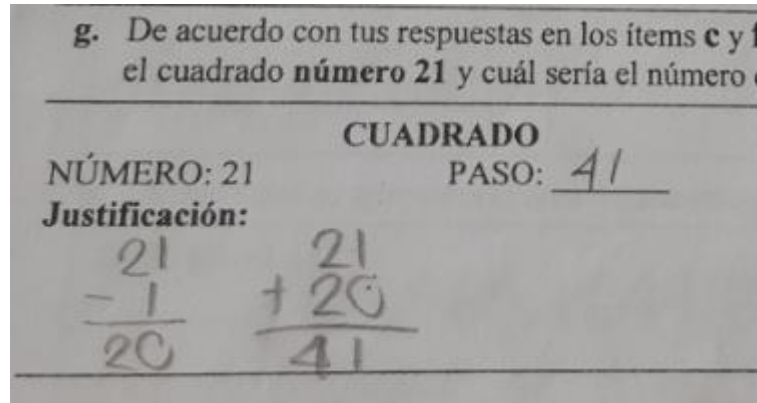 g. De acuerdo con tus respuestas en los ítems c y
el cuadrado número 21 y cuál sería el número
CUADRADO
NÚMERO: 21 PASO: 41
Justificación:
21 21
- 1 + 20
20 41